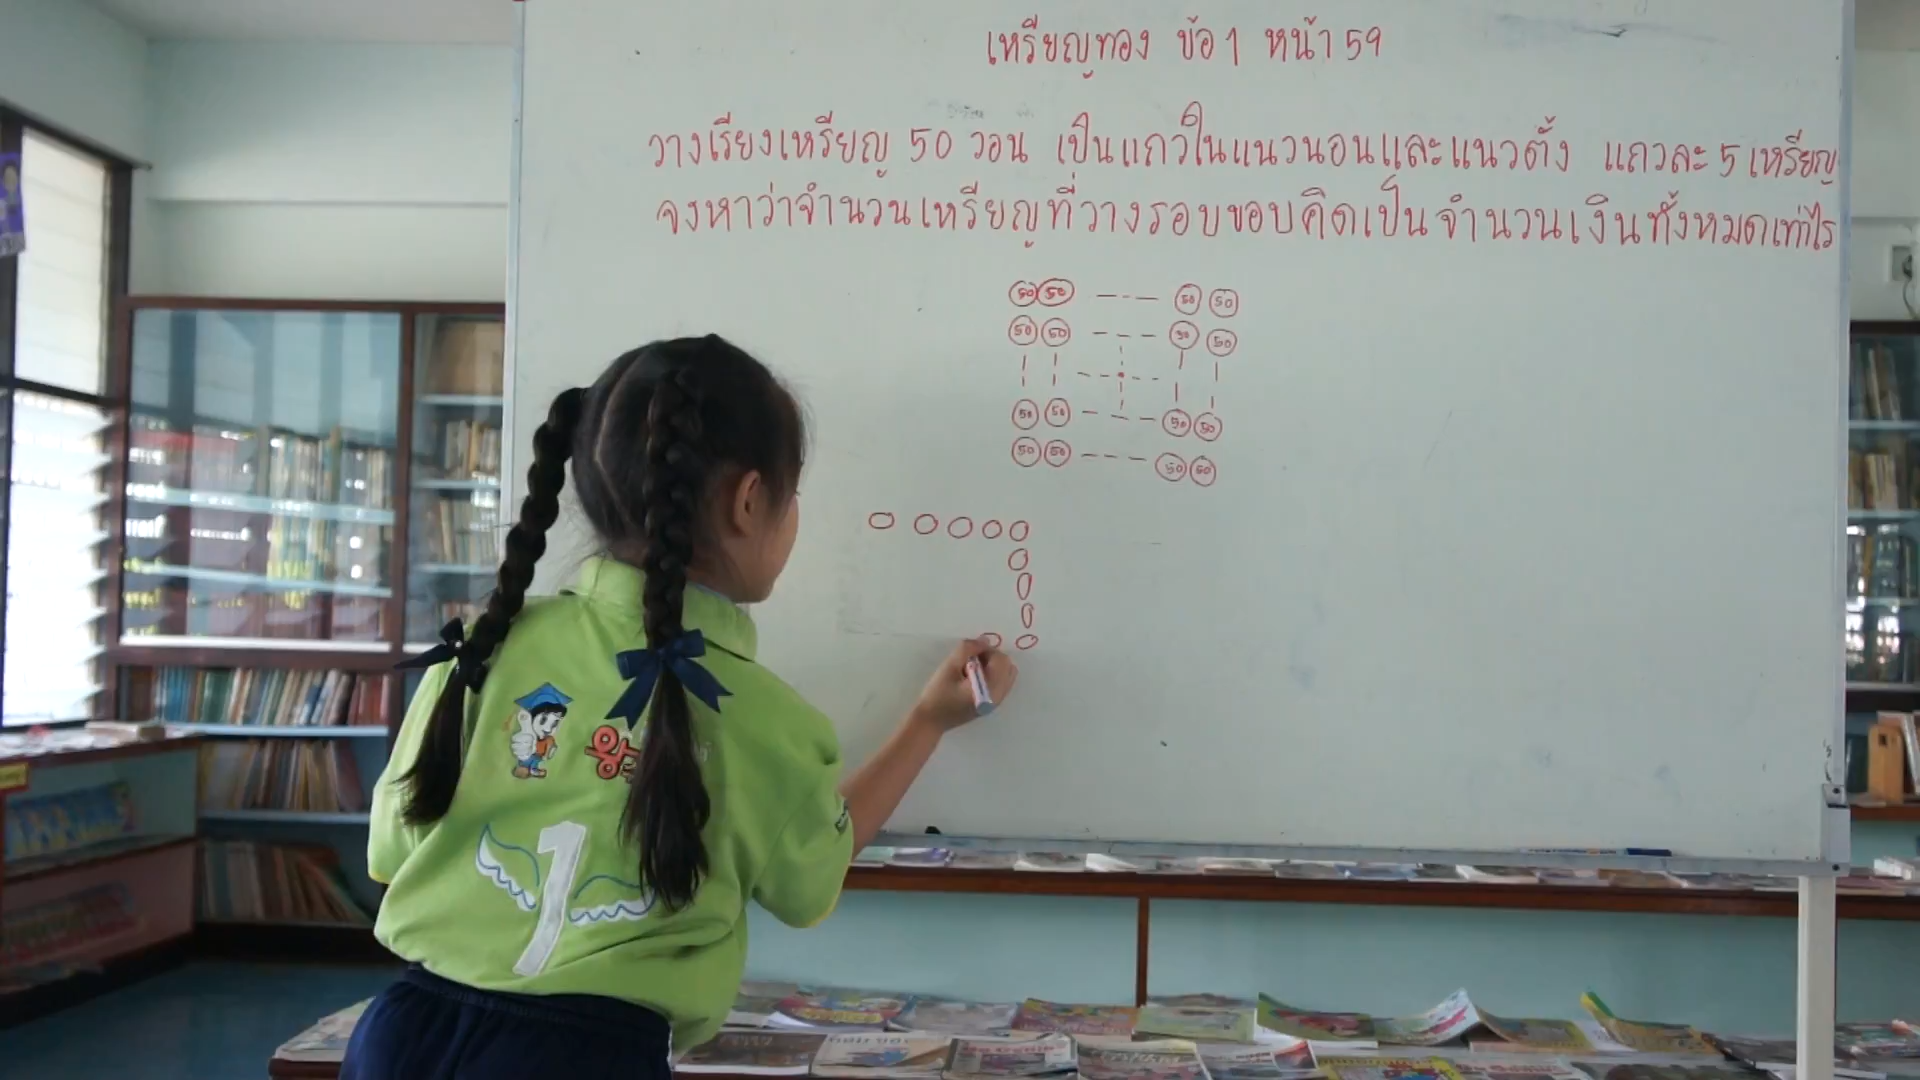 เหรียญทอง ข้อ 1 หน้า 59
วางเรียงเหรียญ 50 วอน เป็นแถวในแนวนอนและแนวตั้ง แถวละ 5 เหรียญ
จงหาว่าจำนวนเหรียญที่วางรอบขอบคิดเป็นจำนวนเงินทั้งหมดเท่าไร
50 50 50 50
50 50 50 50
50 50 50 50
50 50 50 50
1